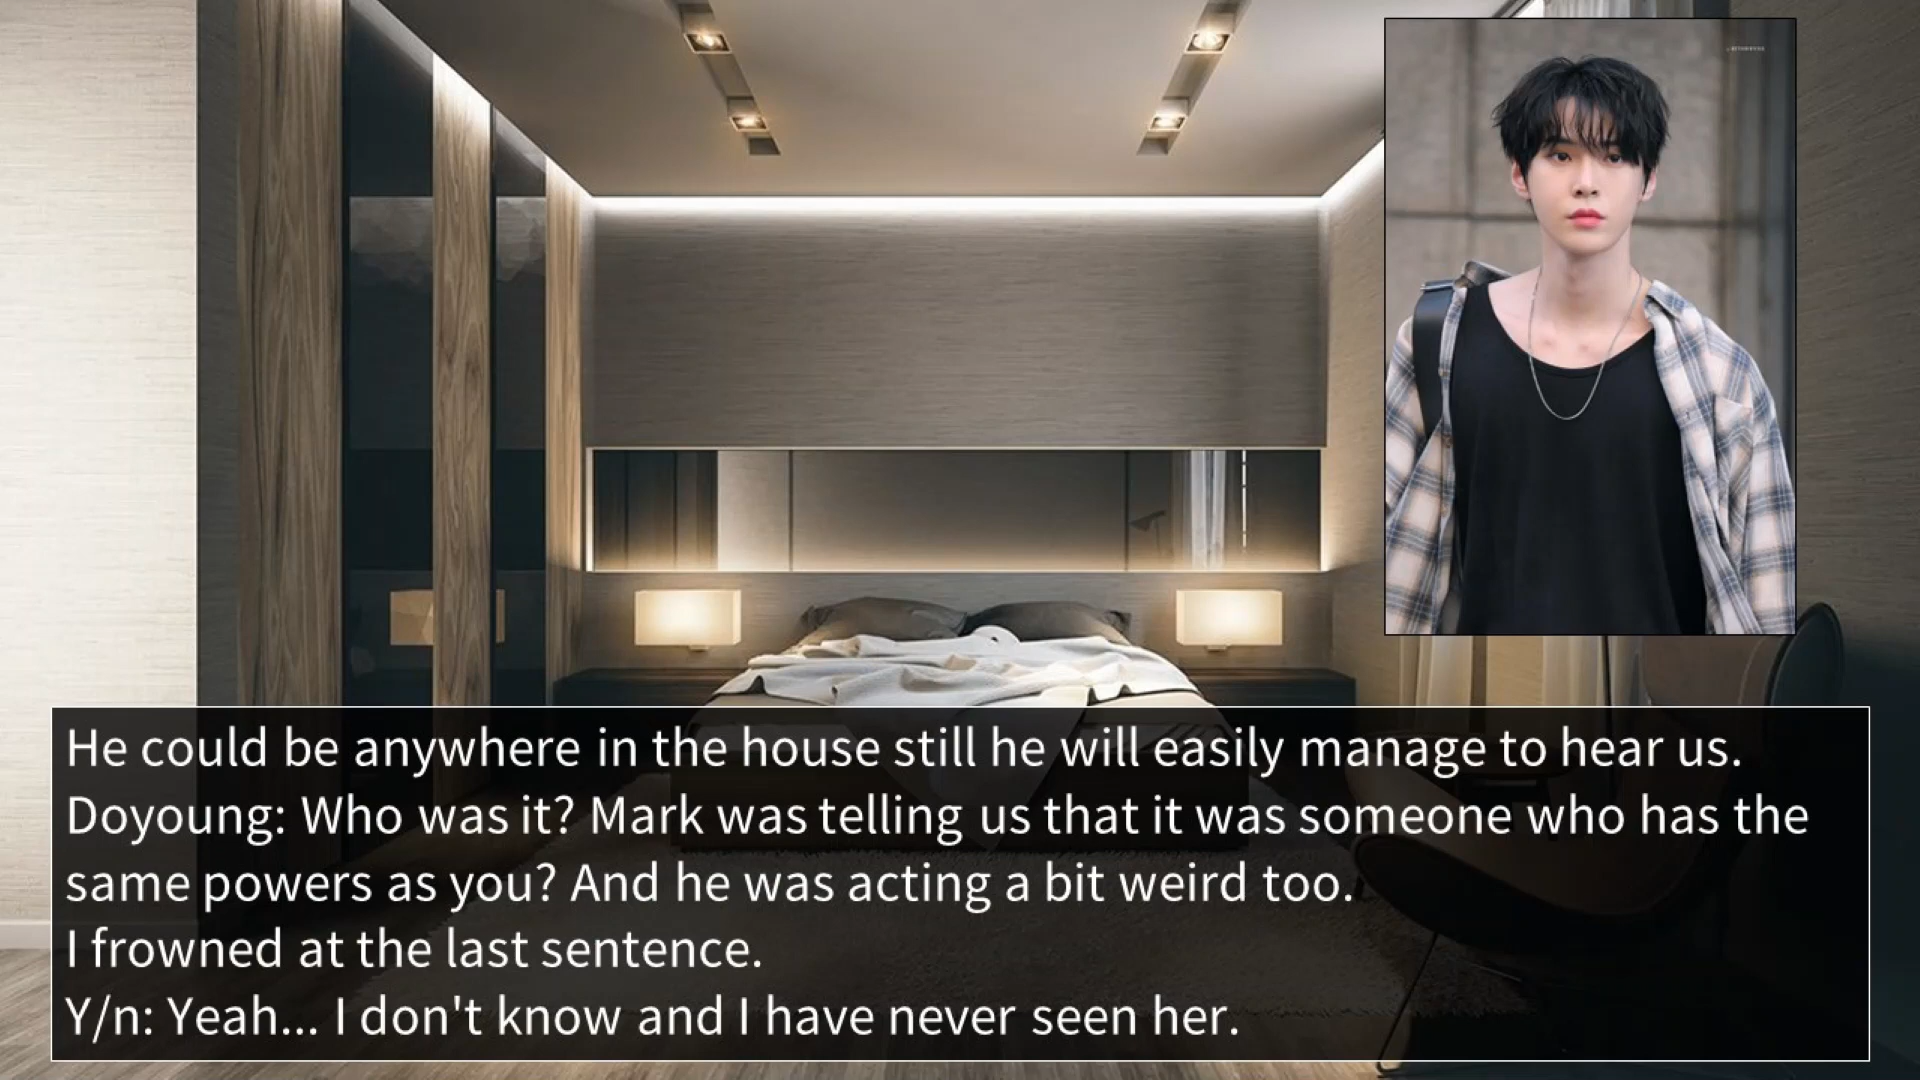 He could be anywhere in the house still he will easily manage to hear us.
Doyoung: Who was it? Mark was telling us that it was someone who has the
same powers as you? And he was acting a bit weird too.
I frowned at the last sentence.
Y/n: Yeah... I don't know and I have never seen her.